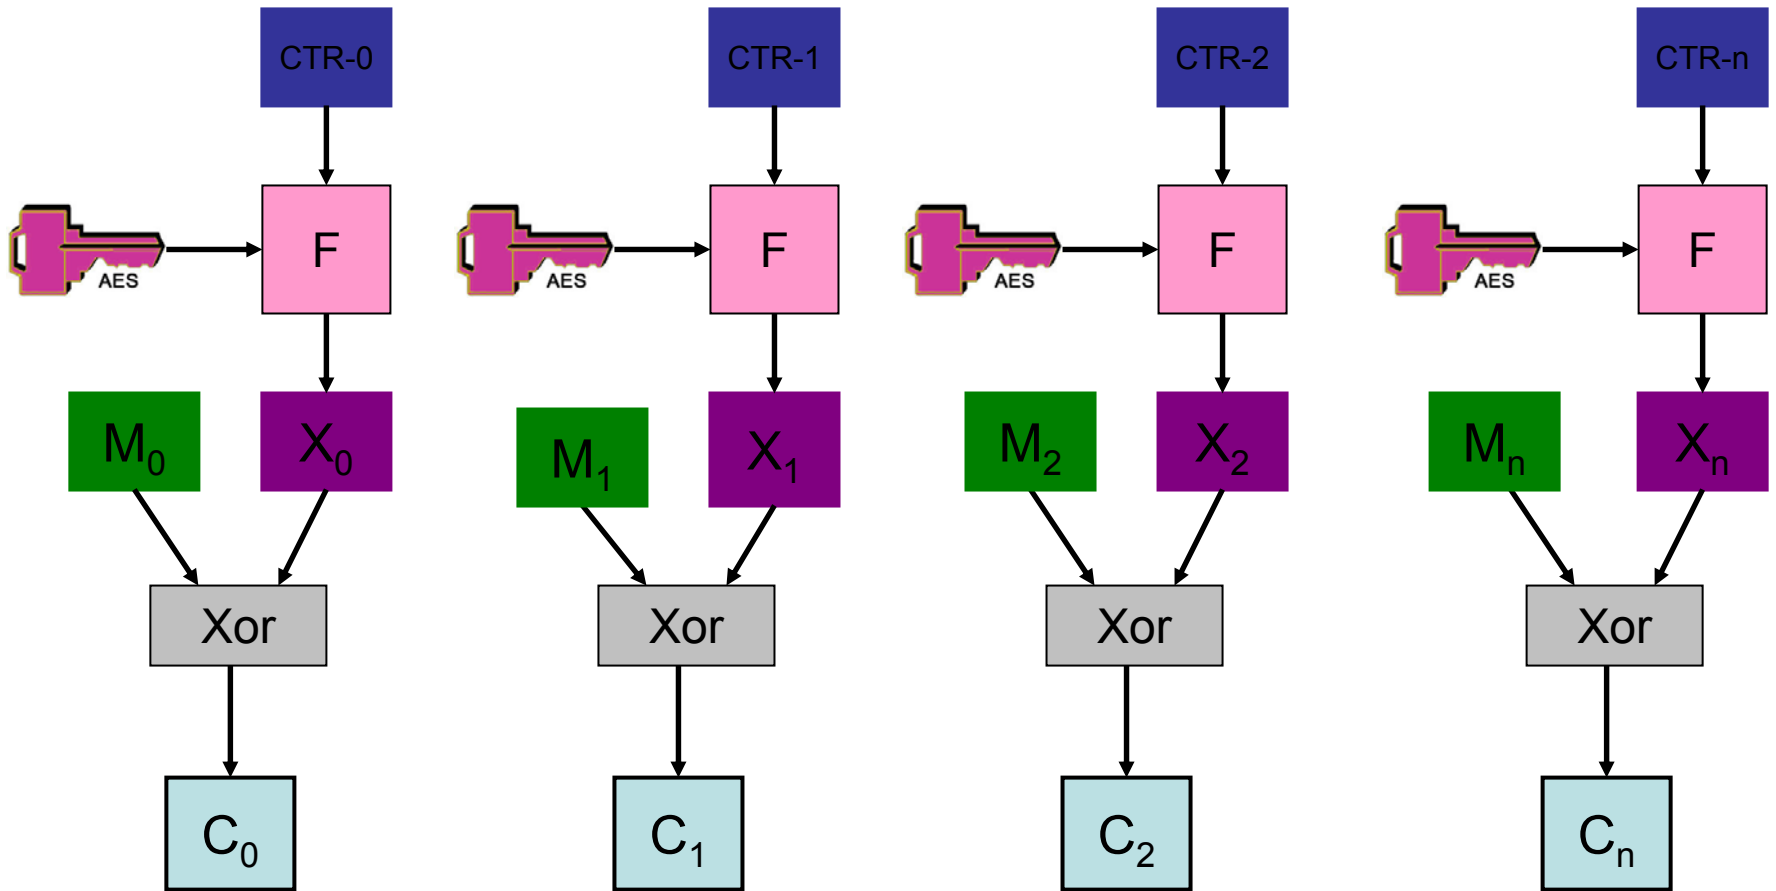 CTR-0 CTR-1 CTR-2 CTR-n
F F F F
AES AES AES AES
M₀ X₀ M₁ X₁ M₂ X₂ Mₙ Xₙ
Xor Xor Xor Xor
C₀ C₁ C₂ Cₙ